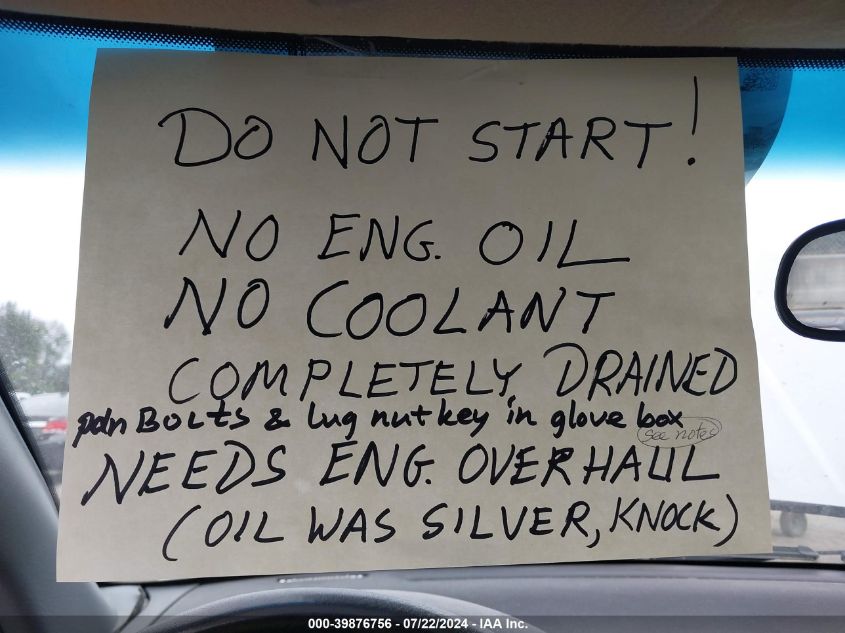 DO NOT START!
NO ENG. OIL
NO COOLANT
COMPLETELY DRAINED
pan BOLTS & lug nut key in glove box
see notes
NEEDS ENG. OVERHAUL
(OIL WAS SILVER, KNOCK)
000-39876756 - 07/22/2024 - IAA Inc.